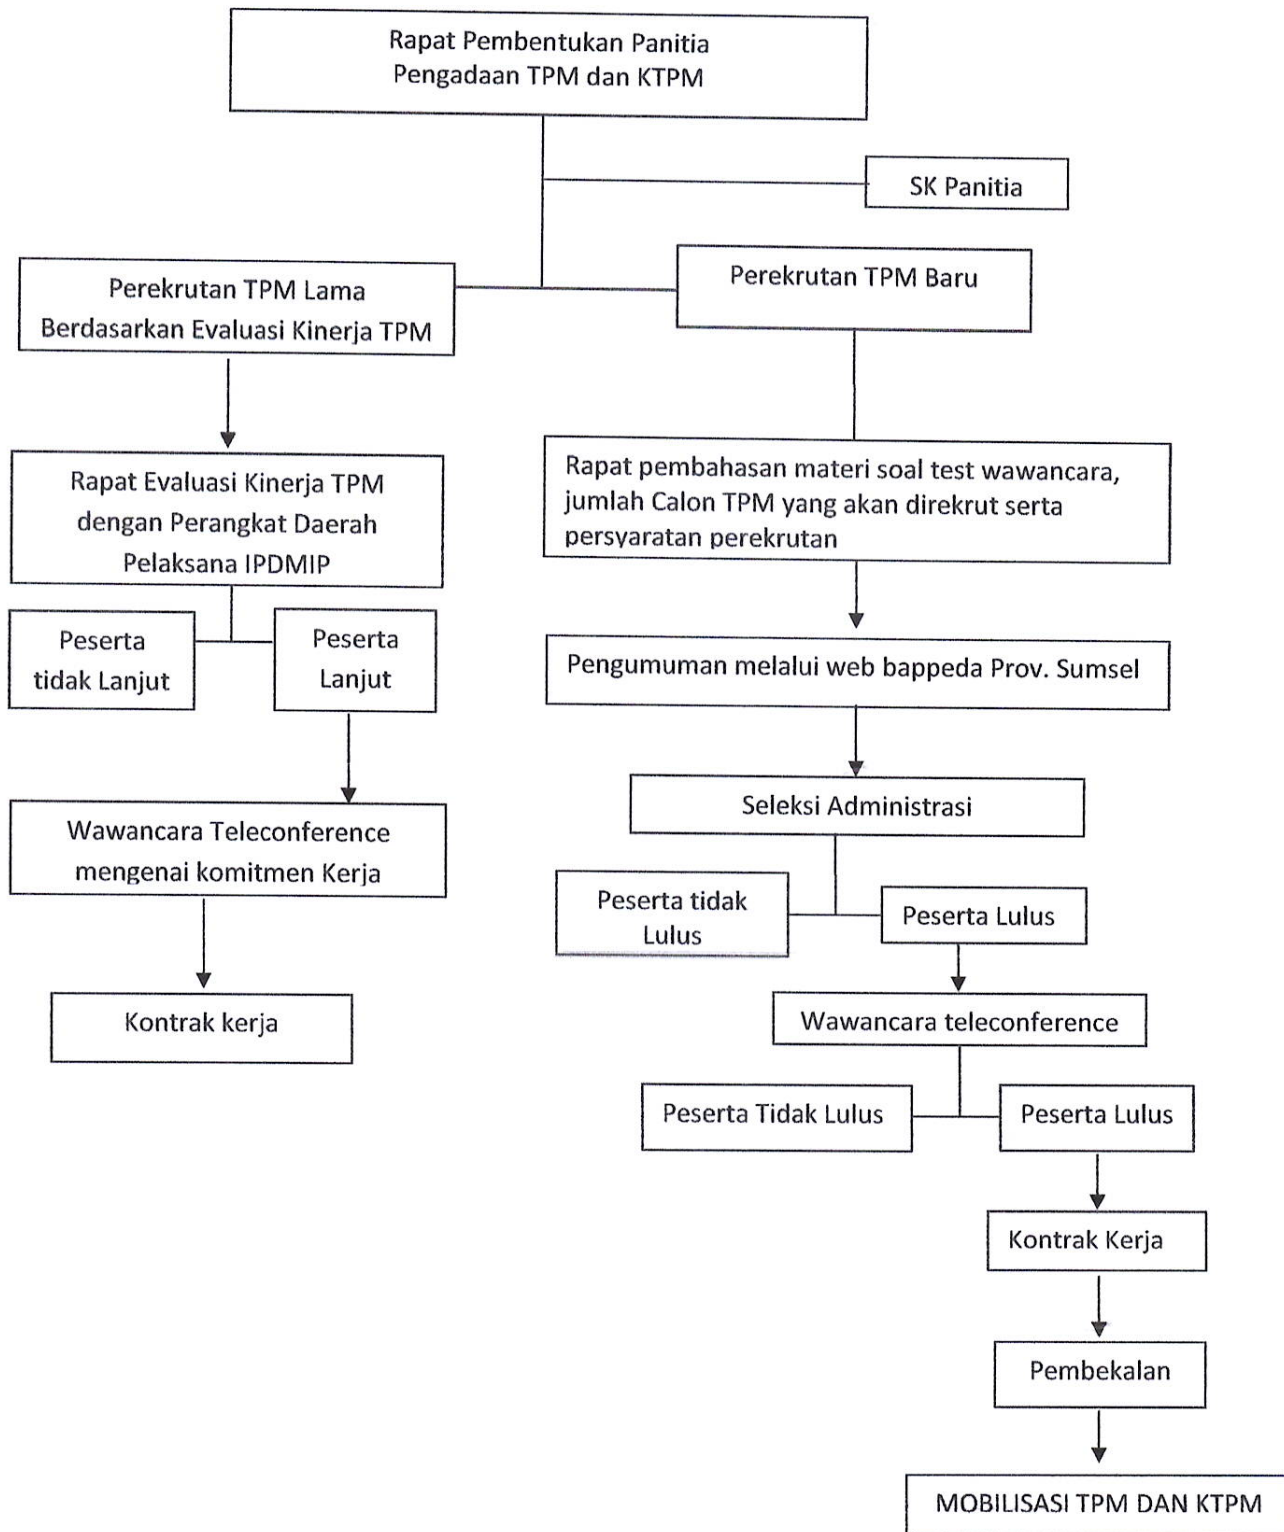 Rapat Pembentukan Panitia
Pengadaan TPM dan KTPM
SK Panitia
Perekrutan TPM Lama
Berdasarkan Evaluasi Kinerja TPM
Perekrutan TPM Baru
Rapat Evaluasi Kinerja TPM
dengan Perangkat Daerah
Pelaksana IPDMIP
Peserta
tidak Lanjut
Peserta
Lanjut
Wawancara Teleconference
mengenai komitmen Kerja
Kontrak kerja
Rapat pembahasan materi soal test wawancara,
jumlah Calon TPM yang akan direkrut serta
persyaratan perekrutan
Pengumuman melalui web bappeda Prov. Sumsel
Seleksi Administrasi
Peserta tidak
Lulus
Peserta Lulus
Wawancara teleconference
Peserta Tidak Lulus
Peserta Lulus
Kontrak Kerja
Pembekalan
MOBILISASI TPM DAN KTPM